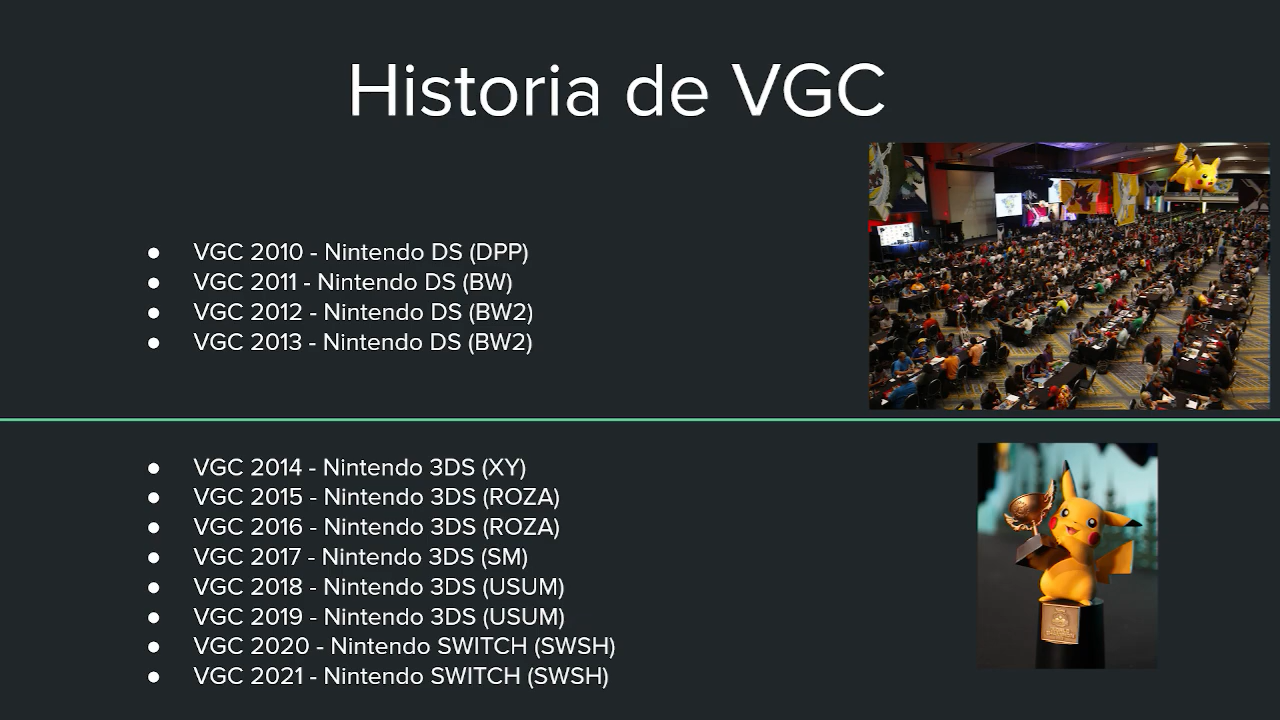 Historia de VGC
● VGC 2010 - Nintendo DS (DPP)
● VGC 2011 - Nintendo DS (BW)
● VGC 2012 - Nintendo DS (BW2)
● VGC 2013 - Nintendo DS (BW2)
● VGC 2014 - Nintendo 3DS (XY)
● VGC 2015 - Nintendo 3DS (ROZA)
● VGC 2016 - Nintendo 3DS (ROZA)
● VGC 2017 - Nintendo 3DS (SM)
● VGC 2018 - Nintendo 3DS (USUM)
● VGC 2019 - Nintendo 3DS (USUM)
● VGC 2020 - Nintendo SWITCH (SWSH)
● VGC 2021 - Nintendo SWITCH (SWSH)